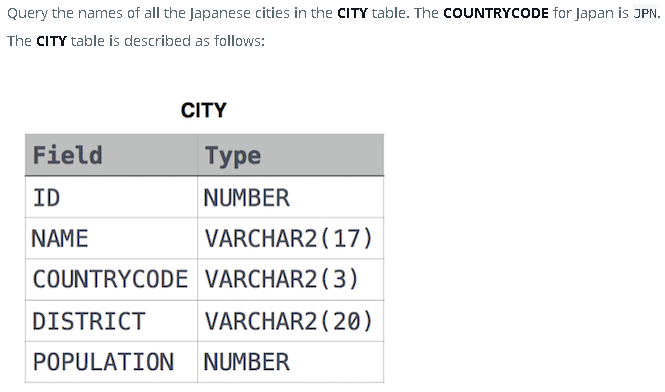 Query the names of all the Japanese cities in the CITY table. The COUNTRYCODE for Japan is JPN.
The CITY table is described as follows:
CITY
Field Type
ID NUMBER
NAME VARCHAR2(17)
COUNTRYCODE VARCHAR2(3)
DISTRICT VARCHAR2(20)
POPULATION NUMBER